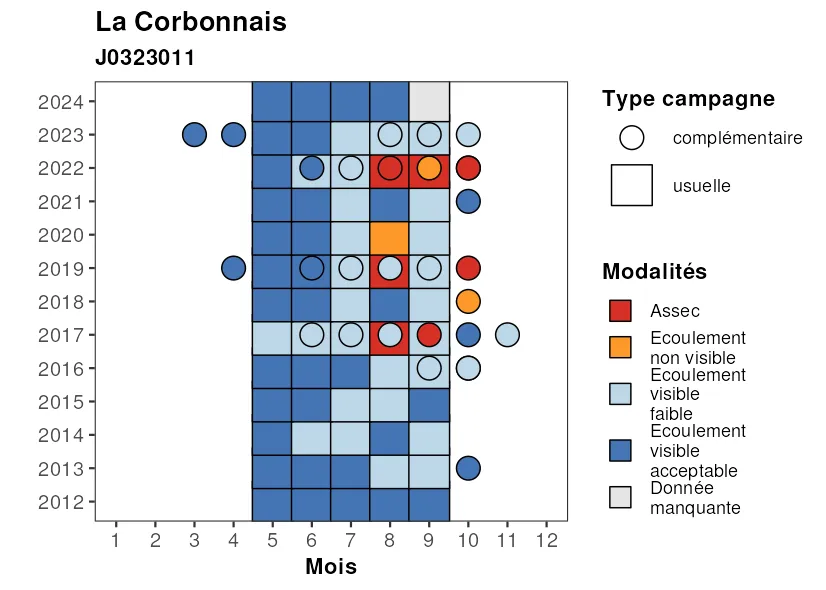 La Corbonnais
J0323011
2024
2023
2022
2021
2020
2019
2018
2017
2016
2015
2014
2013
2012
1 2 3 4 5 6 7 8 9 10 11 12
Mois
Type campagne
complémentaire
usuelle
Modalités
Assec
Ecoulement
non visible
Ecoulement
visible
faible
Ecoulement
visible
acceptable
Donnée
manquante